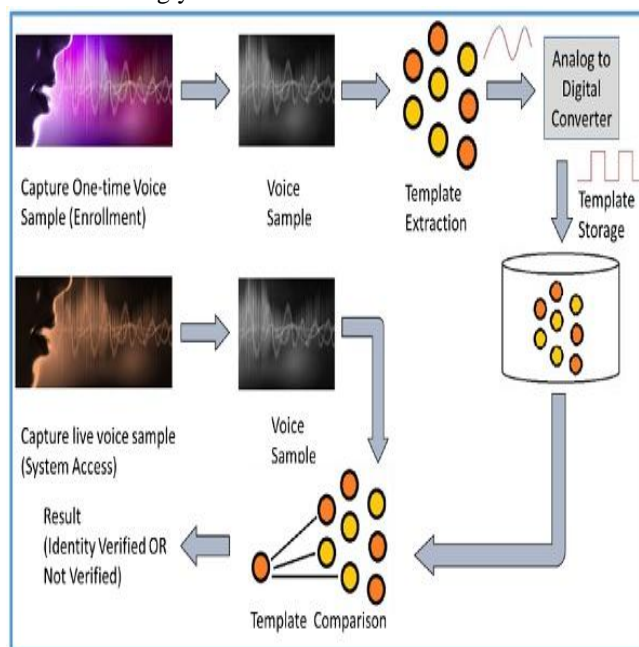 Analog to
Digital
Converter
Capture One-time Voice
Sample (Enrollment)
Voice
Sample
Template
Extraction
Template
Storage
Capture live voice sample
(System Access)
Voice
Sample
Result
(Identity Verified OR
Not Verified)
Template Comparison